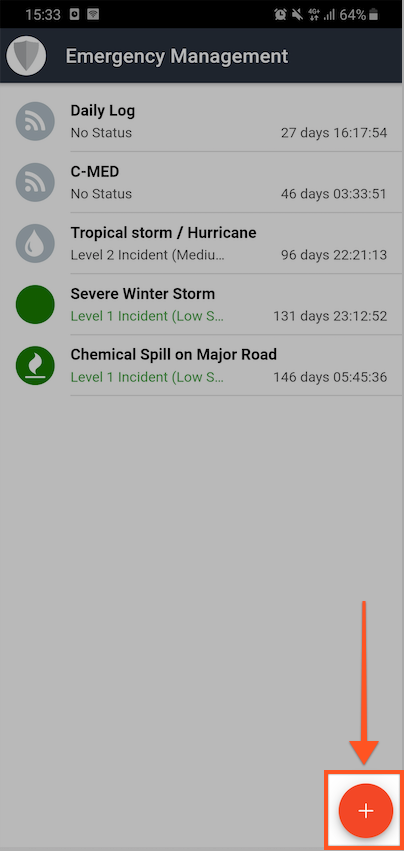 15:33 4G+ 64%
Emergency Management
Daily Log
No Status 27 days 16:17:54
C-MED
No Status 46 days 03:33:51
Tropical storm / Hurricane
Level 2 Incident (Mediu... 96 days 22:21:13
Severe Winter Storm
Level 1 Incident (Low S... 131 days 23:12:52
Chemical Spill on Major Road
Level 1 Incident (Low S... 146 days 05:45:36
+